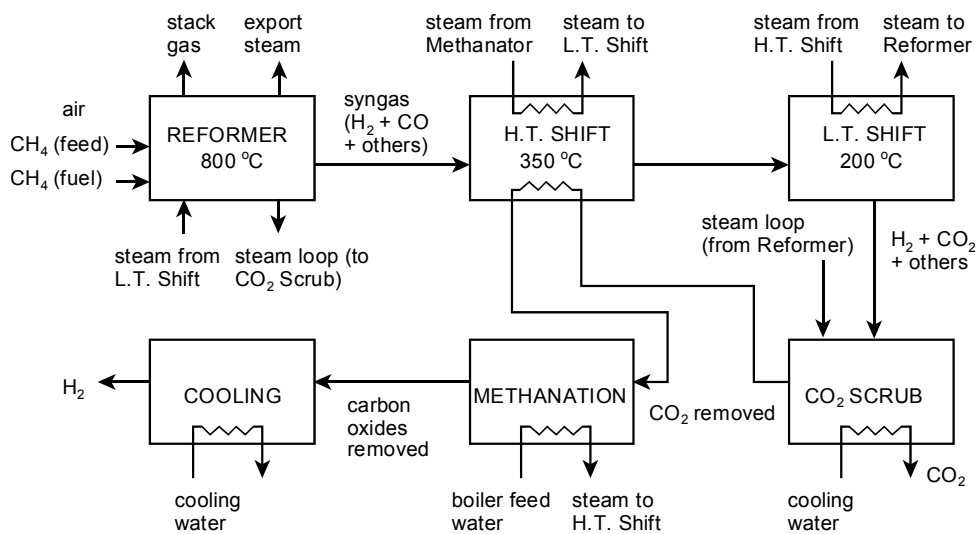 stack
gas
export
steam
steam from
Methanator
steam to
L.T. Shift
steam from
H.T. Shift
steam to
Reformer
air
CH₄ (feed)
CH₄ (fuel)
REFORMER
800 °C
syngas
(H₂ + CO
+ others)
H.T. SHIFT
350 °C
L.T. SHIFT
200 °C
steam from
L.T. Shift
steam loop (to
CO₂ Scrub)
steam loop
(from Reformer)
H₂ + CO₂
+ others
H₂
COOLING
carbon
oxides
removed
METHANATION
CO₂ removed
CO₂ SCRUB
cooling
water
boiler feed
water
steam to
H.T. Shift
cooling
water
CO₂